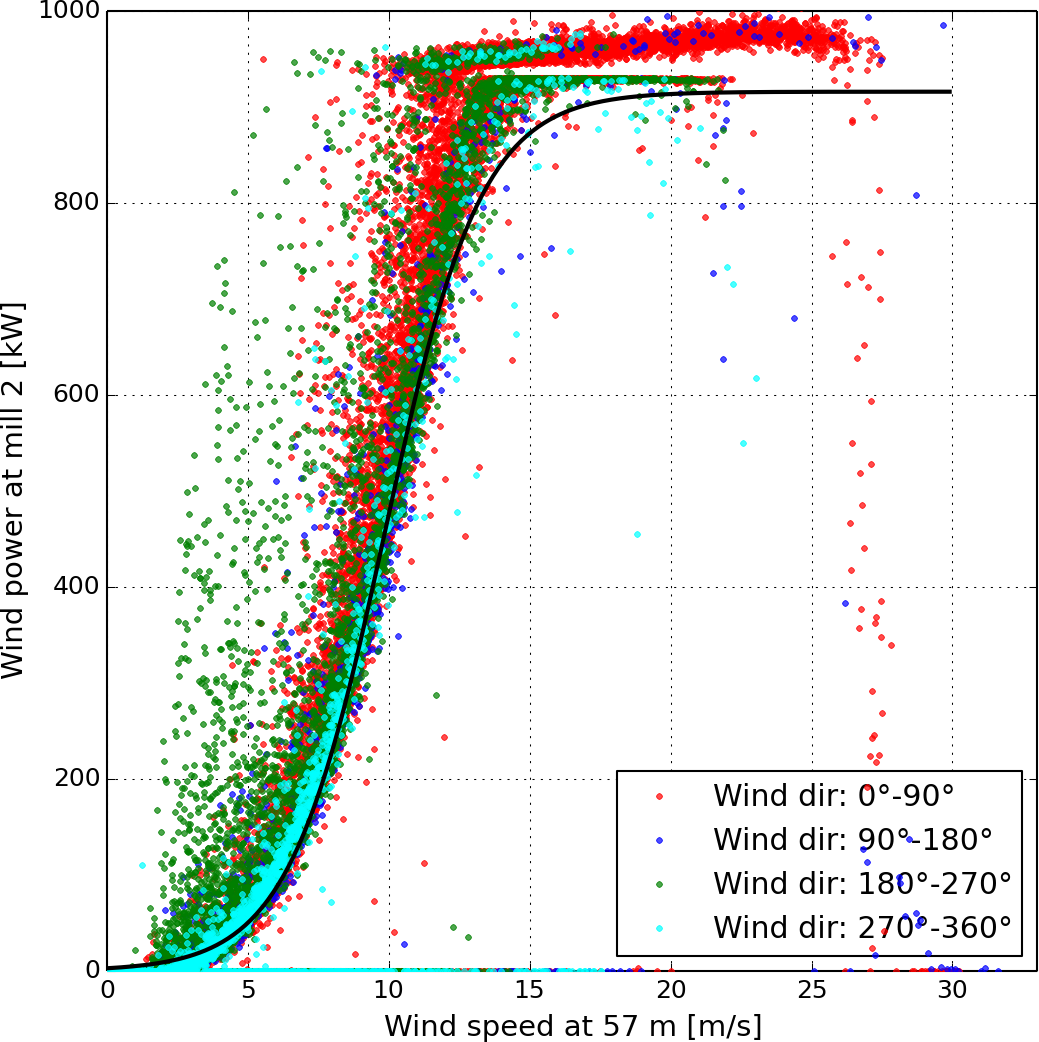 1000
800
600
400
200
0
Wind power at mill 2 [kW]
Wind dir: 0°-90°
Wind dir: 90°-180°
Wind dir: 180°-270°
Wind dir: 270°-360°
0 5 10 15 20 25 30
Wind speed at 57 m [m/s]